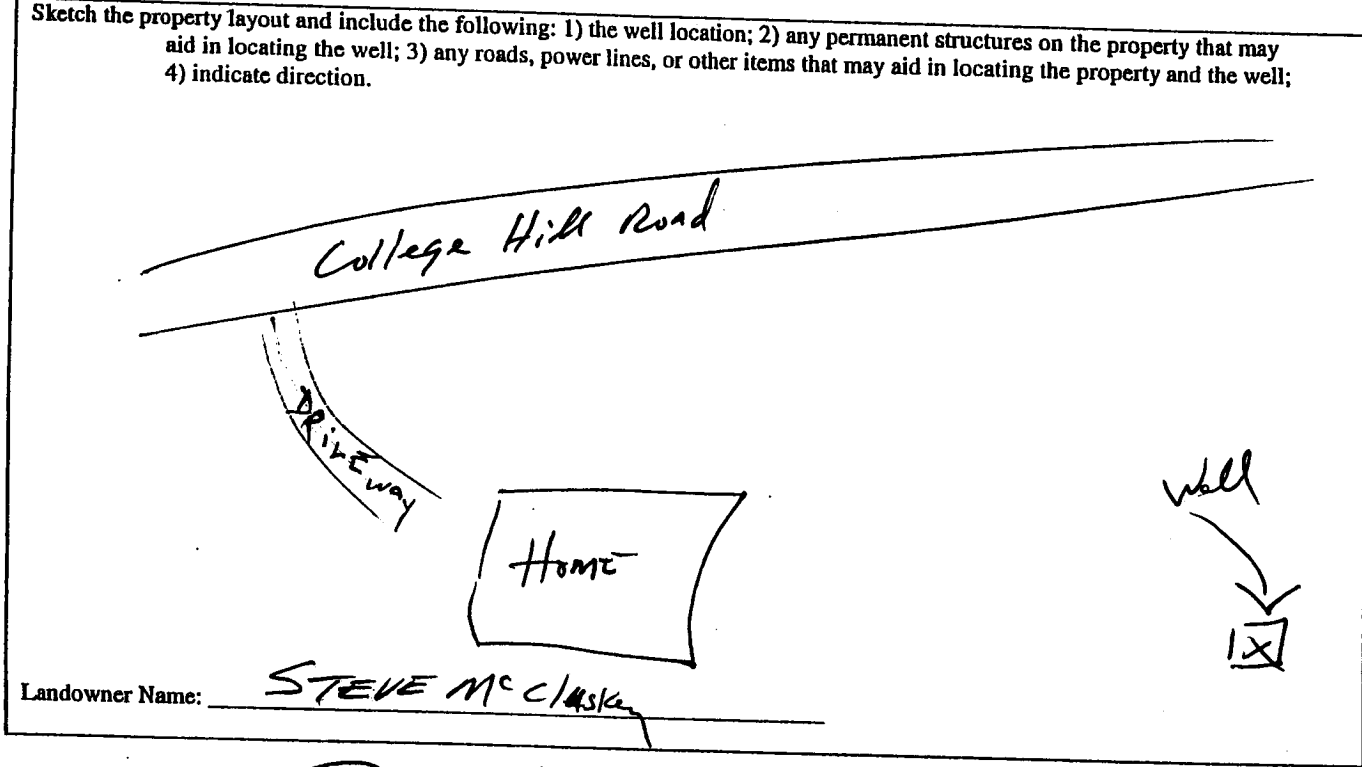 Sketch the property layout and include the following: 1) the well location; 2) any permanent structures on the property that may
aid in locating the well; 3) any roads, power lines, or other items that may aid in locating the property and the well;
4) indicate direction.
College Hill Road
DRIVEway
Well
HomE
X
Landowner Name: STEVE McCluskey